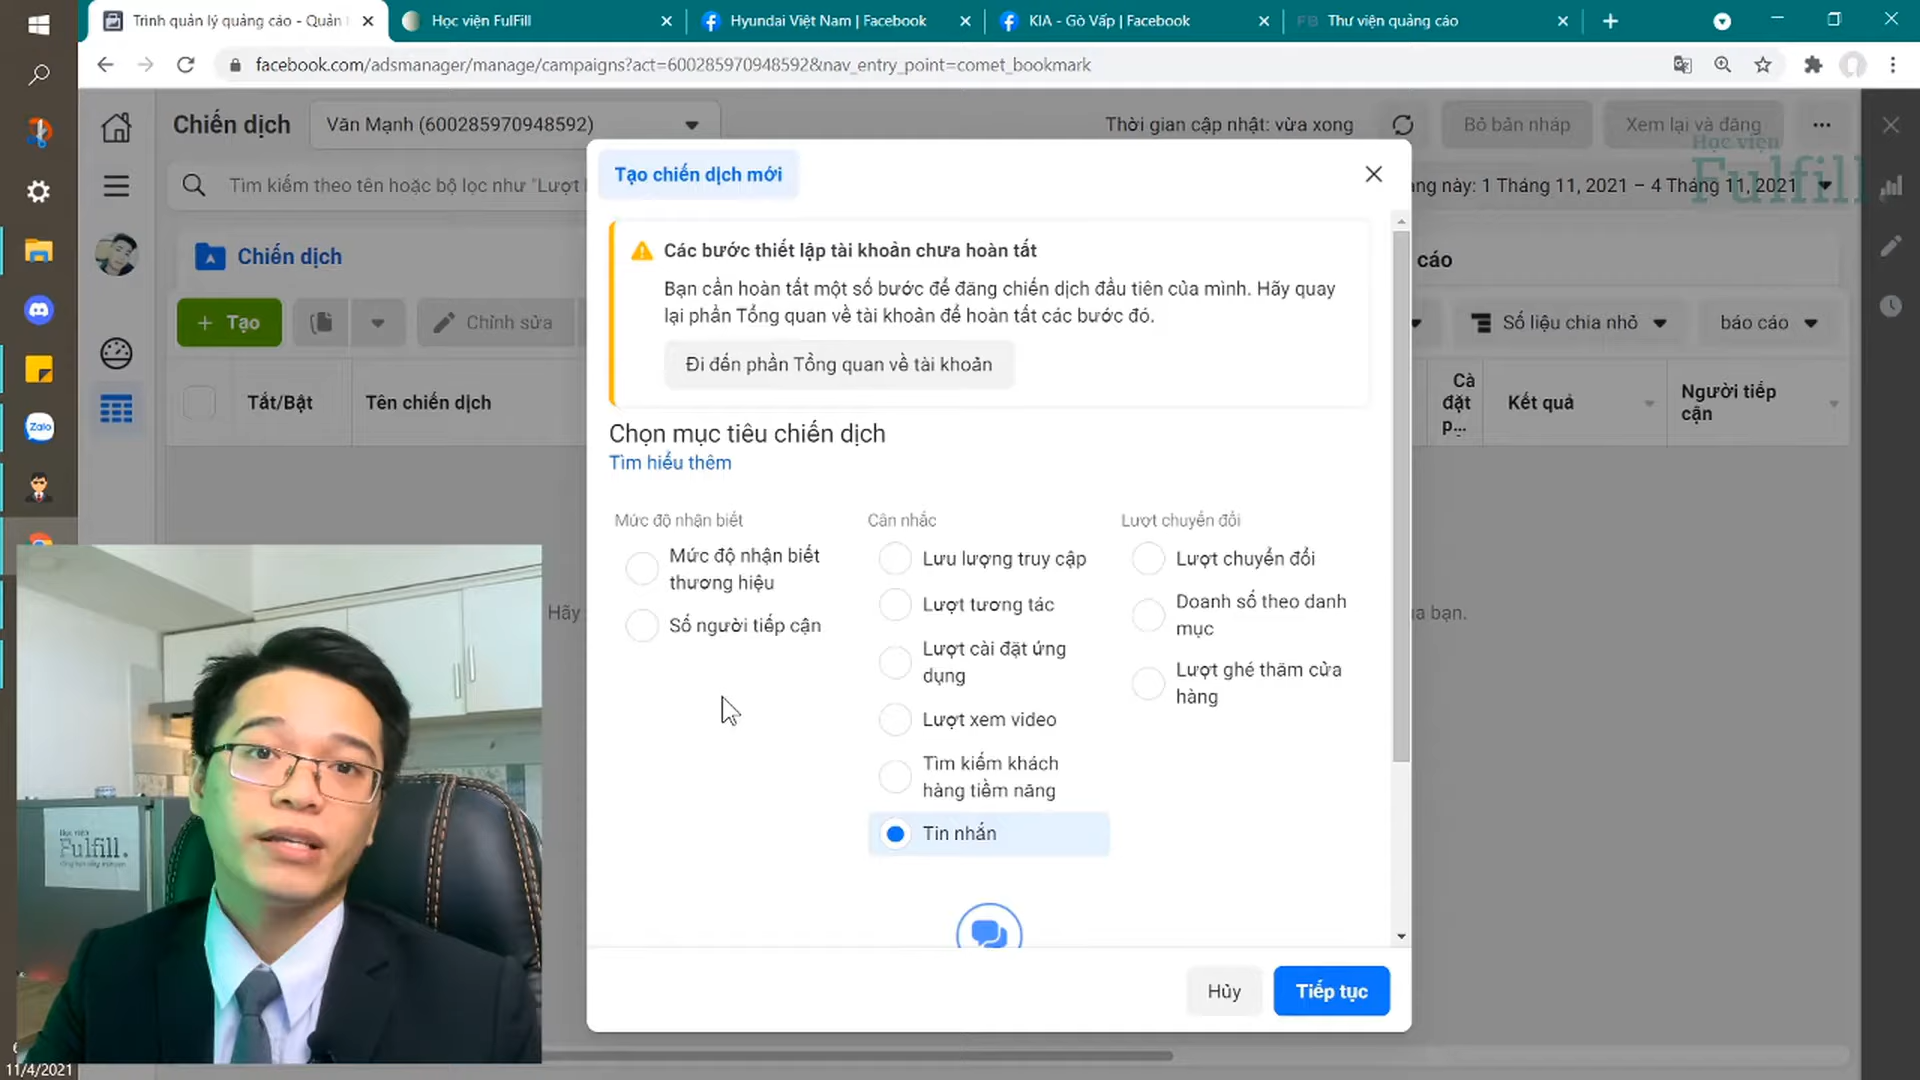 Trình quản lý quảng cáo - Quản l
Học viện FulFill
Hyundai Việt Nam | Facebook
KIA - Gò Vấp | Facebook
FB
Thư viện quảng cáo
facebook.com/adsmanager/manage/campaigns?act=600285970948592&nav_entry_point=comet_bookmark
Chiến dịch
Văn Mạnh (600285970948592)
Thời gian cập nhật: vừa xong
Bỏ bản nháp
Xem lại và đăng
Học viện
Fulfill
Tìm kiếm theo tên hoặc bộ lọc như "Lượt
ng này: 1 Tháng 11, 2021 – 4 Tháng 11, 2021
Chiến dịch
cáo
+ Tạo
Chỉnh sửa
Số liệu chia nhỏ
báo cáo
Tắt/Bật
Tên chiến dịch
Cà
đặt
p...
Kết quả
Người tiếp
cận
Hãy
ủa bạn.
Tạo chiến dịch mới
Các bước thiết lập tài khoản chưa hoàn tất
Bạn cần hoàn tất một số bước để đăng chiến dịch đầu tiên của mình. Hãy quay
lại phần Tổng quan về tài khoản để hoàn tất các bước đó.
Đi đến phần Tổng quan về tài khoản
Chọn mục tiêu chiến dịch
Tìm hiểu thêm
Mức độ nhận biết
Mức độ nhận biết
thương hiệu
Số người tiếp cận
Cân nhắc
Lưu lượng truy cập
Lượt tương tác
Lượt cài đặt ứng
dụng
Lượt xem video
Tìm kiếm khách
hàng tiềm năng
Tin nhắn
Lượt chuyển đổi
Lượt chuyển đổi
Doanh số theo danh
mục
Lượt ghé thăm cửa
hàng
Hủy
Tiếp tục
Zalo
Học viện
Fulfill.
11/4/2021